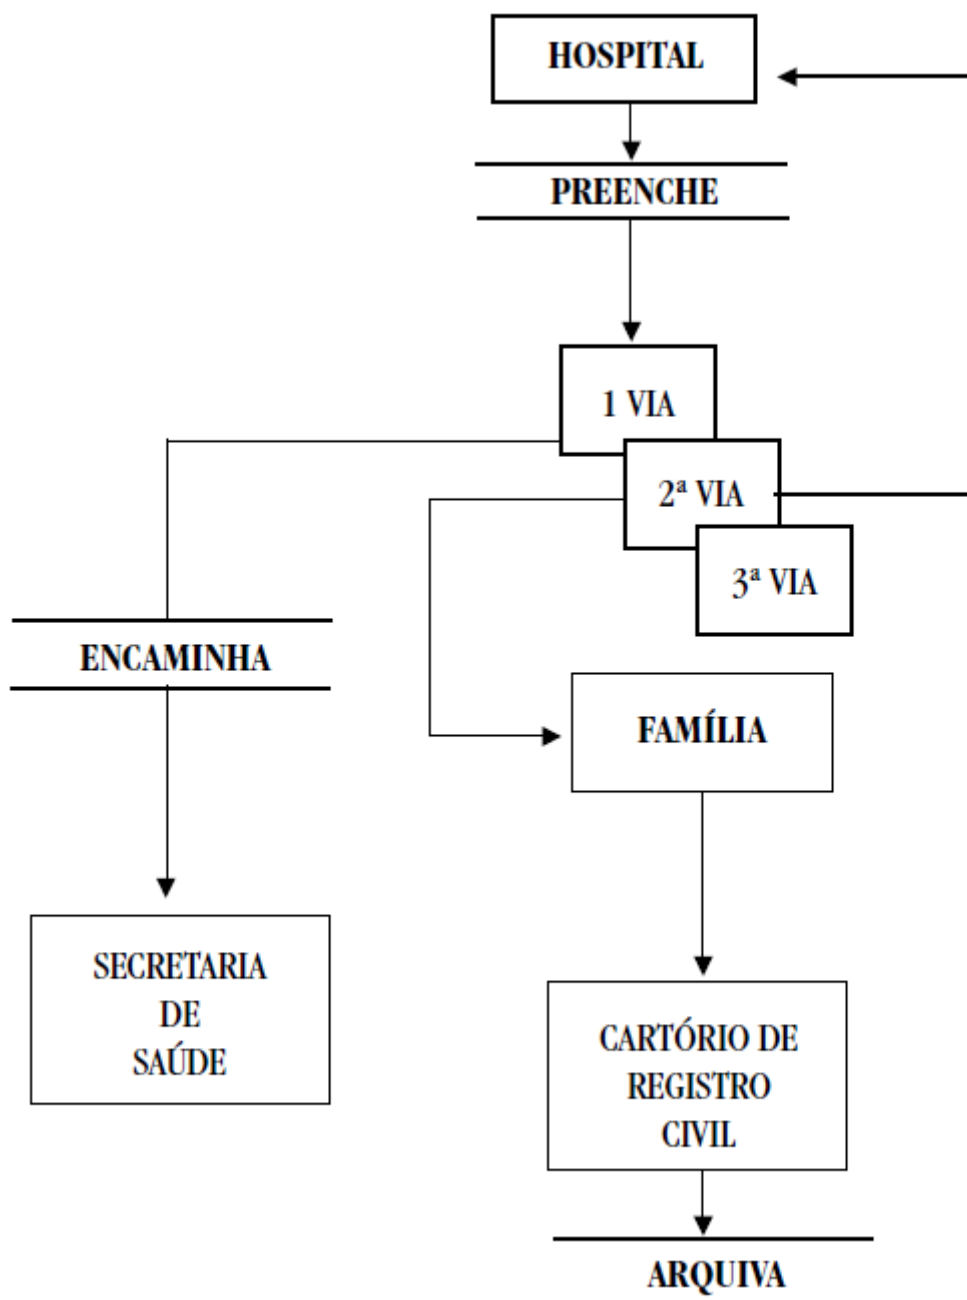 HOSPITAL
PREENCHE
1 VIA
2ª VIA
3ª VIA
ENCAMINHA
FAMÍLIA
SECRETARIA
DE
SAÚDE
CARTÓRIO DE
REGISTRO
CIVIL
ARQUIVA